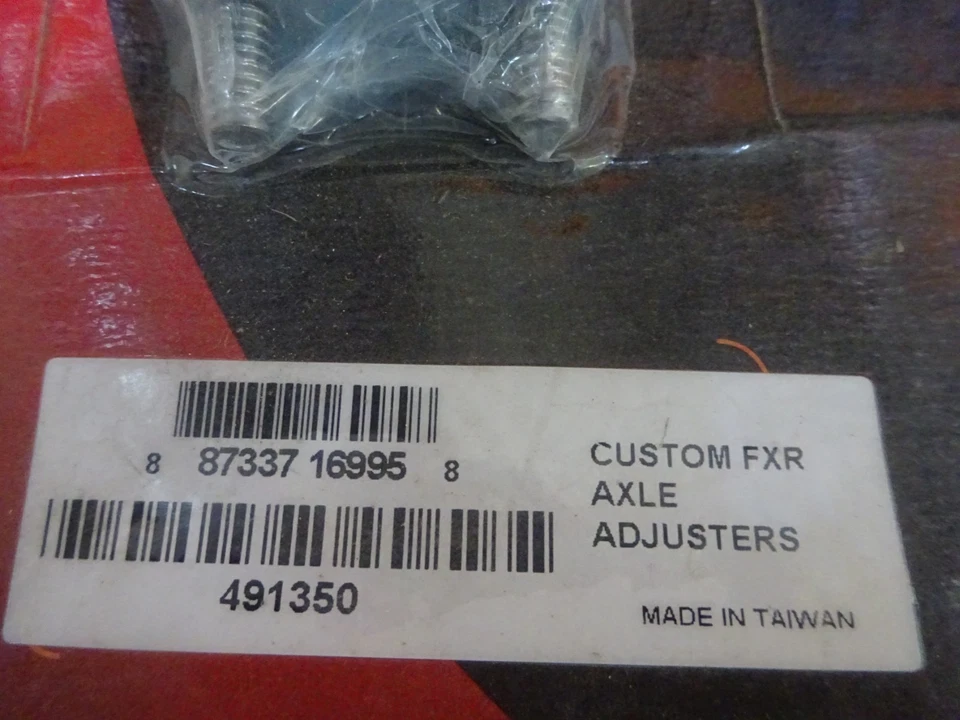 8 87337 16995 8
491350
CUSTOM FXR
AXLE
ADJUSTERS
MADE IN TAIWAN